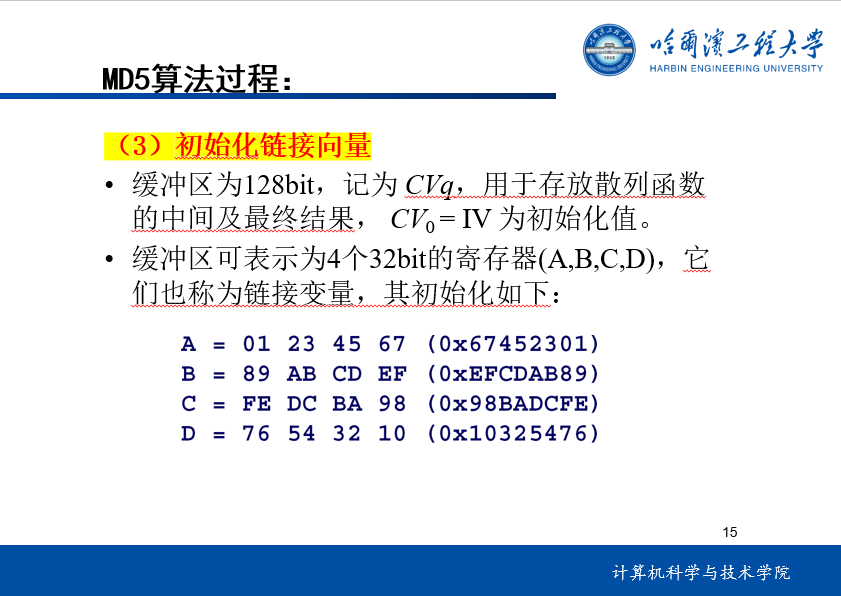 哈尔滨工程大学
HARBIN ENGINEERING UNIVERSITY
MD5算法过程：
（3）初始化链接向量
• 缓冲区为128bit，记为 CVq，用于存放散列函数
的中间及最终结果， CV₀ = IV 为初始化值。
• 缓冲区可表示为4个32bit的寄存器(A,B,C,D)，它
们也称为链接变量，其初始化如下：
A = 01 23 45 67 (0x67452301)
B = 89 AB CD EF (0xEFCDAB89)
C = FE DC BA 98 (0x98BADCFE)
D = 76 54 32 10 (0x10325476)
15
计算机科学与技术学院